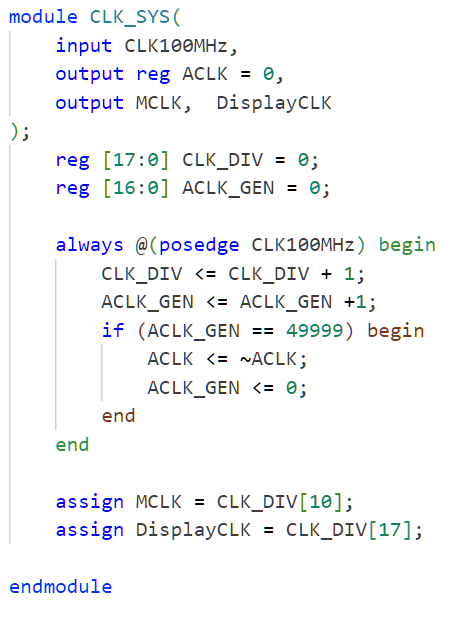 module CLK_SYS(
    input CLK100MHz,
    output reg ACLK = 0,
    output MCLK,  DisplayCLK
);
    reg [17:0] CLK_DIV = 0;
    reg [16:0] ACLK_GEN = 0;

    always @(posedge CLK100MHz) begin
        CLK_DIV <= CLK_DIV + 1;
        ACLK_GEN <= ACLK_GEN +1;
        if (ACLK_GEN == 49999) begin
            ACLK <= ~ACLK;
            ACLK_GEN <= 0;
        end
    end

    assign MCLK = CLK_DIV[10];
    assign DisplayCLK = CLK_DIV[17];

endmodule